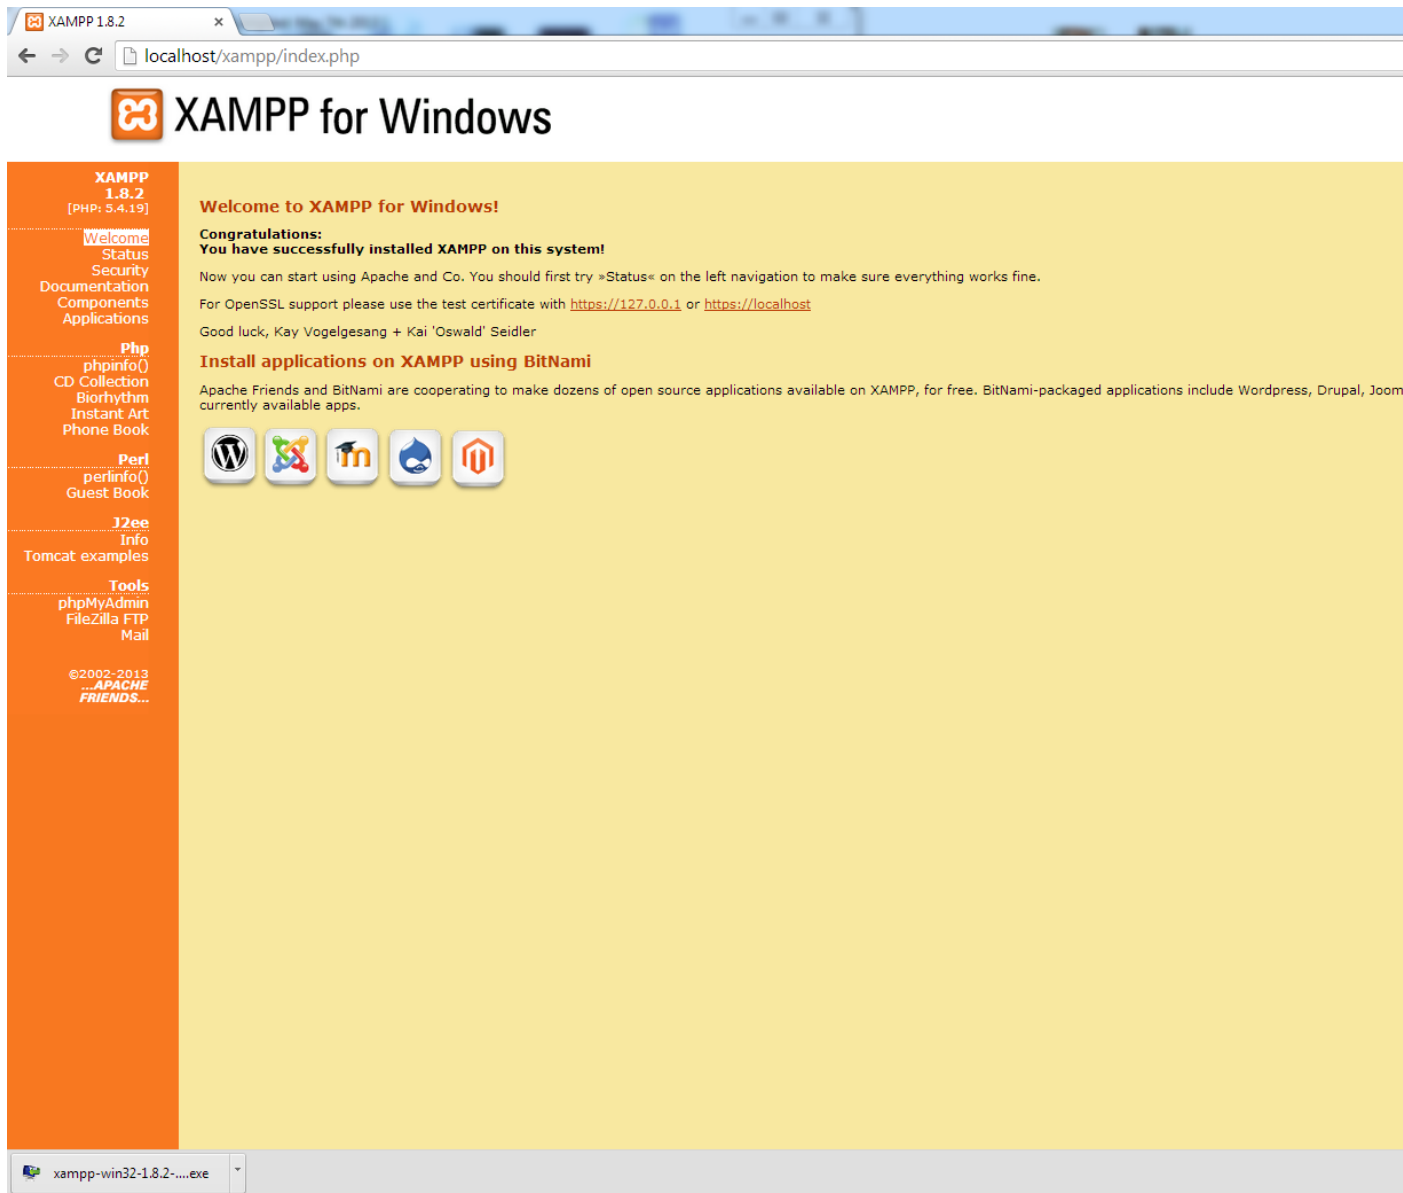 XAMPP 1.8.2
localhost/xampp/index.php
XAMPP for Windows
XAMPP
1.8.2
[PHP: 5.4.19]
Welcome
Status
Security
Documentation
Components
Applications
Php
phpinfo()
CD Collection
Biorhythm
Instant Art
Phone Book
Perl
perlinfo()
Guest Book
J2ee
Info
Tomcat examples
Tools
phpMyAdmin
FileZilla FTP
Mail
©2002-2013
...APACHE
FRIENDS...
Welcome to XAMPP for Windows!
Congratulations:
You have successfully installed XAMPP on this system!
Now you can start using Apache and Co. You should first try »Status« on the left navigation to make sure everything works fine.
For OpenSSL support please use the test certificate with https://127.0.0.1 or https://localhost
Good luck, Kay Vogelgesang + Kai 'Oswald' Seidler
Install applications on XAMPP using BitNami
Apache Friends and BitNami are cooperating to make dozens of open source applications available on XAMPP, for free. BitNami-packaged applications include Wordpress, Drupal, Joom
currently available apps.
xampp-win32-1.8.2-....exe